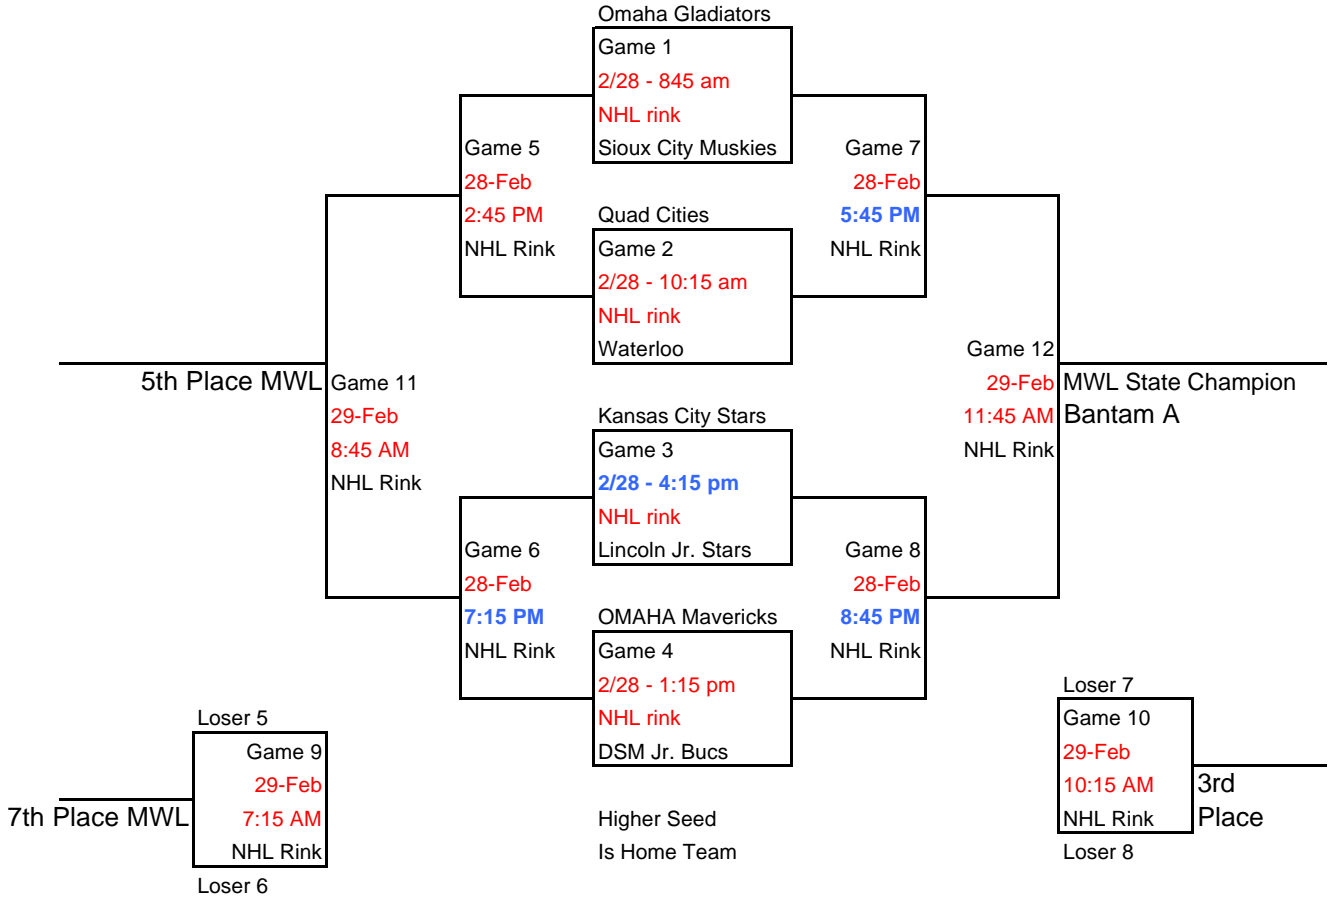 Omaha Gladiators
Game 1
2/28 - 845 am
NHL rink
Sioux City Muskies
Game 5
28-Feb
2:45 PM
NHL Rink
Game 7
28-Feb
5:45 PM
NHL Rink
Quad Cities
Game 2
2/28 - 10:15 am
NHL rink
Waterloo
5th Place MWL
Game 11
29-Feb
8:45 AM
NHL Rink
Game 12
29-Feb
11:45 AM
NHL Rink
MWL State Champion
Bantam A
Kansas City Stars
Game 3
2/28 - 4:15 pm
NHL rink
Lincoln Jr. Stars
Game 6
28-Feb
7:15 PM
NHL Rink
Game 8
28-Feb
8:45 PM
NHL Rink
OMAHA Mavericks
Game 4
2/28 - 1:15 pm
NHL rink
DSM Jr. Bucs
Loser 5
Game 9
29-Feb
7:15 AM
NHL Rink
Loser 6
7th Place MWL
Higher Seed
Is Home Team
Loser 7
Game 10
29-Feb
10:15 AM
NHL Rink
Loser 8
3rd
Place